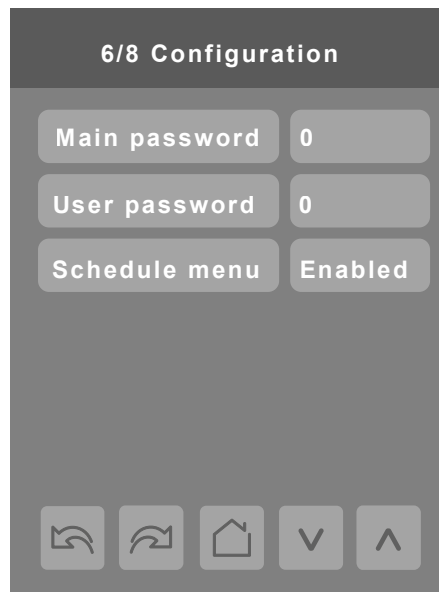 6/8 Configuration
Main password 0
User password 0
Schedule menu Enabled